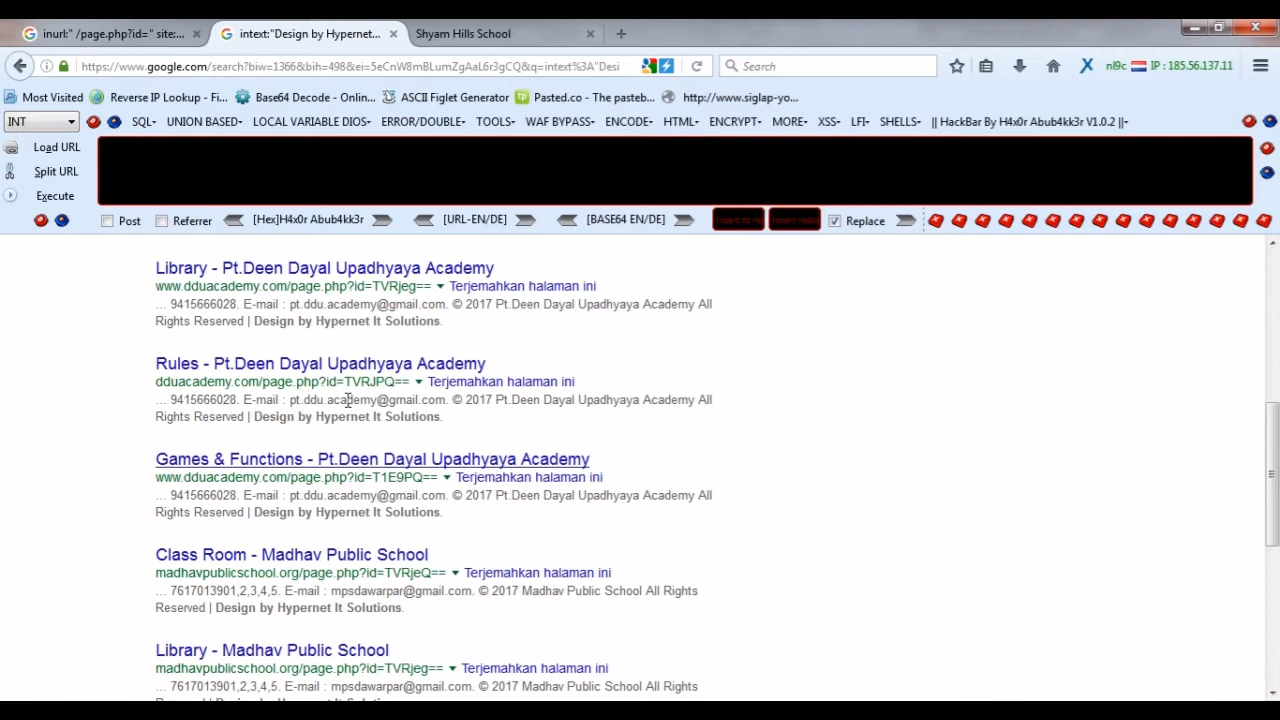 inurl:" /page.php?id=" site:...
intext:"Design by Hypernet...
Shyam Hills School
https://www.google.com/search?biw=1366&bih=498&ei=5eCnW8mBLumZgAaL6r3gCQ&q=intext%3A"Desi
Search
nl9c IP : 185.56.137.11
Most Visited
Reverse IP Lookup - Fi...
Base64 Decode - Onlin...
ASCII Figlet Generator
Pasted.co - The pasteb...
http://www.siglap-yo...
INT
SQL- UNION BASED- LOCAL VARIABLE DIOS- ERROR/DOUBLE- TOOLS- WAF BYPASS- ENCODE- HTML- ENCRYPT- MORE- XSS- LFI- SHELLS- || HackBar By H4x0r Abub4kk3r V1.0.2 ||-
Load URL
Split URL
Execute
Post Referrer [Hex]H4x0r Abub4kk3r [URL-EN/DE] [BASE64 EN/DE] Replace
Library - Pt.Deen Dayal Upadhyaya Academy
www.dduacademy.com/page.php?id=TVRjeg== Terjemahkan halaman ini
... 9415666028. E-mail : pt.ddu.academy@gmail.com. © 2017 Pt.Deen Dayal Upadhyaya Academy All
Rights Reserved | Design by Hypernet It Solutions.
Rules - Pt.Deen Dayal Upadhyaya Academy
dduacademy.com/page.php?id=TVRJPQ== Terjemahkan halaman ini
... 9415666028. E-mail : pt.ddu.academy@gmail.com. © 2017 Pt.Deen Dayal Upadhyaya Academy All
Rights Reserved | Design by Hypernet It Solutions.
Games & Functions - Pt.Deen Dayal Upadhyaya Academy
www.dduacademy.com/page.php?id=T1E9PQ== Terjemahkan halaman ini
... 9415666028. E-mail : pt.ddu.academy@gmail.com. © 2017 Pt.Deen Dayal Upadhyaya Academy All
Rights Reserved | Design by Hypernet It Solutions.
Class Room - Madhav Public School
madhavpublicschool.org/page.php?id=TVRjeQ== Terjemahkan halaman ini
... 7617013901,2,3,4,5. E-mail : mpsdawarpar@gmail.com. © 2017 Madhav Public School All Rights
Reserved | Design by Hypernet It Solutions.
Library - Madhav Public School
madhavpublicschool.org/page.php?id=TVRjeg== Terjemahkan halaman ini
... 7617013901,2,3,4,5. E-mail : mpsdawarpar@gmail.com. © 2017 Madhav Public School All Rights